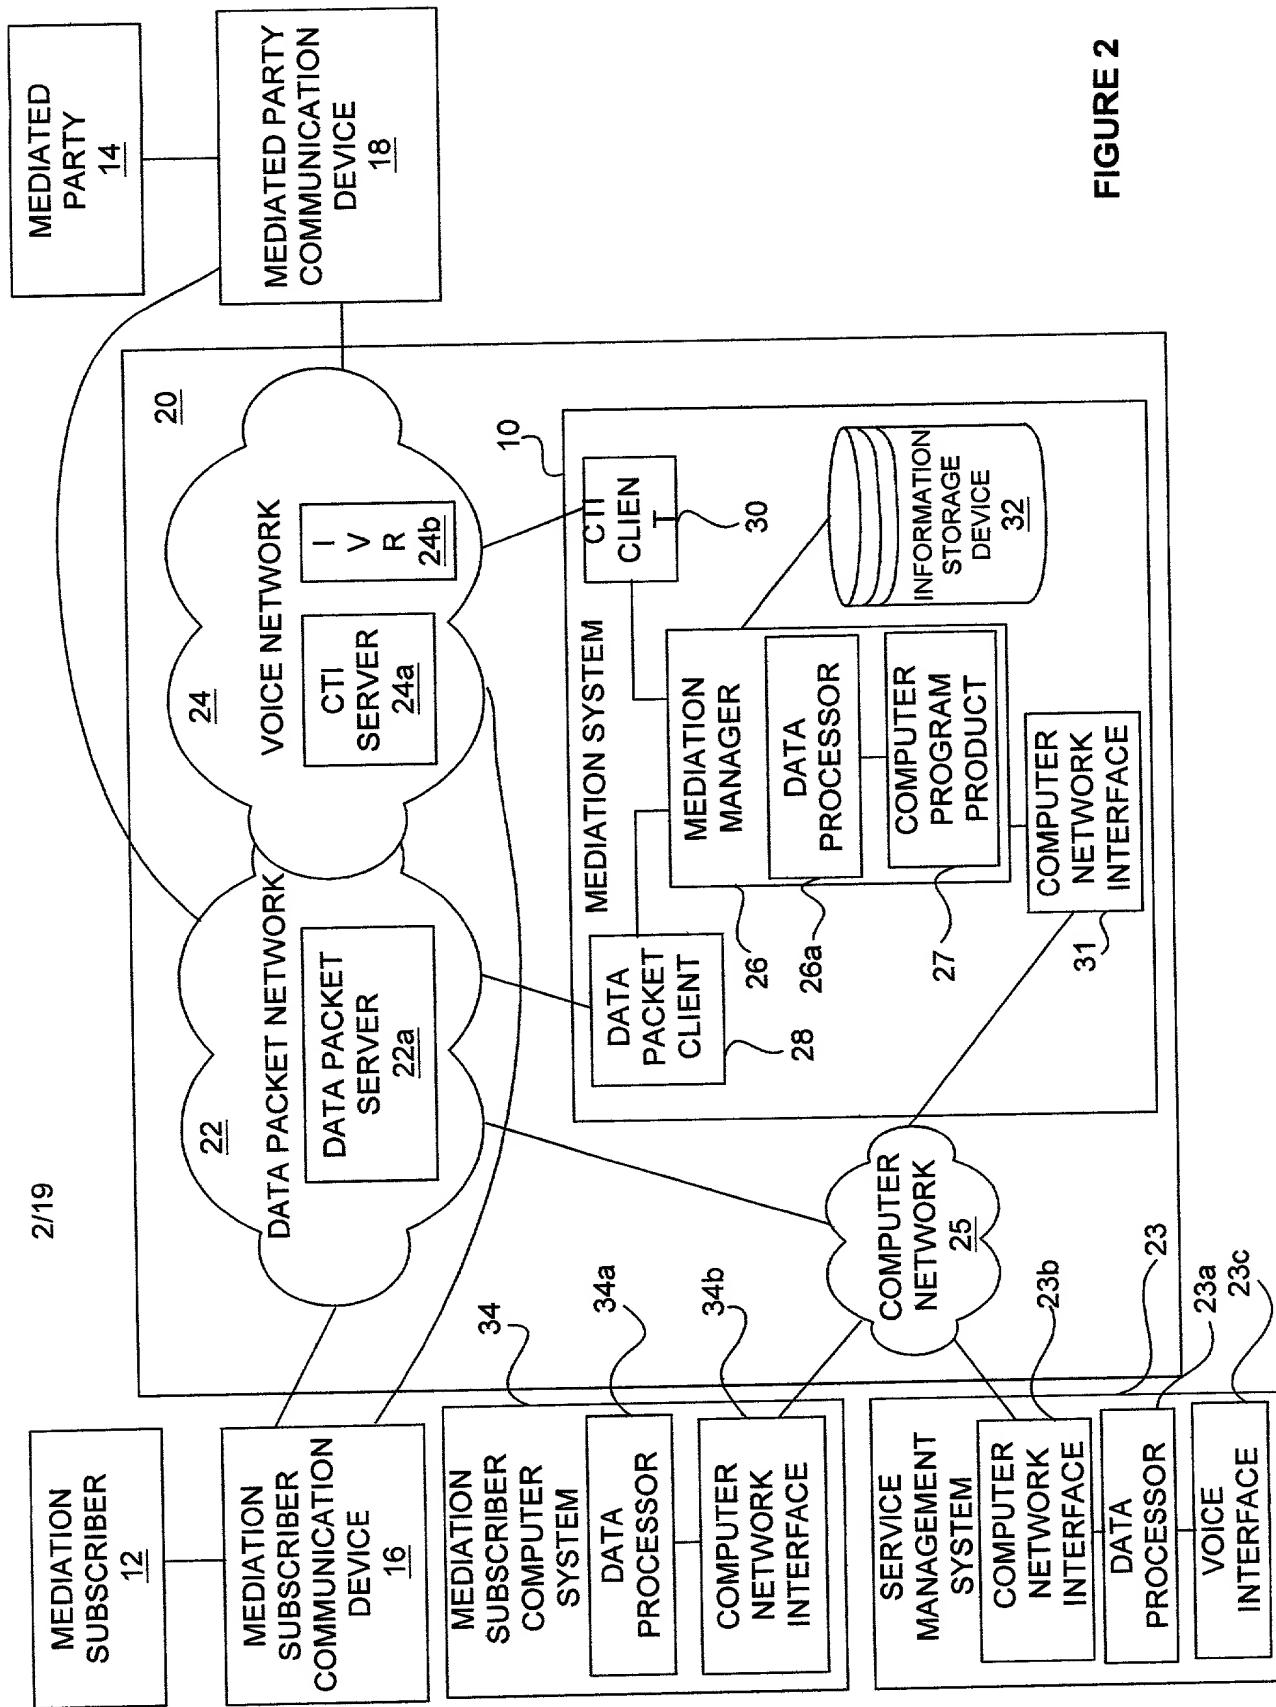 2/19
MEDIATION
SUBSCRIBER
12
MEDIATION
SUBSCRIBER
COMMUNICATION
DEVICE
16
MEDIATED
PARTY
14
MEDIATED PARTY
COMMUNICATION
DEVICE
18
20
22
DATA PACKET NETWORK
DATA PACKET
SERVER
22a
24
VOICE NETWORK
CTI
SERVER
24a
I
V
R
24b
10
MEDIATION SYSTEM
DATA
PACKET
CLIENT
28
CTI
CLIEN
T
30
MEDIATION
MANAGER
26
DATA
PROCESSOR
26a
COMPUTER
PROGRAM
PRODUCT
27
INFORMATION
STORAGE
DEVICE
32
COMPUTER
NETWORK
INTERFACE
31
COMPUTER
NETWORK
25
34
MEDIATION
SUBSCRIBER
COMPUTER
SYSTEM
DATA
PROCESSOR
34a
COMPUTER
NETWORK
INTERFACE
34b
SERVICE
MANAGEMENT
SYSTEM
23
COMPUTER
NETWORK
INTERFACE
23b
DATA
PROCESSOR
23a
VOICE
INTERFACE
23c
FIGURE 2